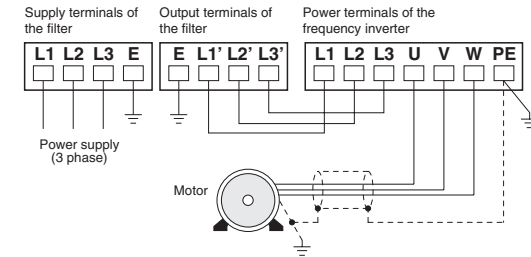 Supply terminals of
the filter
Output terminals of
the filter
Power terminals of the
frequency inverter
L1 L2 L3 E
E L1' L2' L3'
L1 L2 L3 U V W PE
Power supply
(3 phase)
Motor